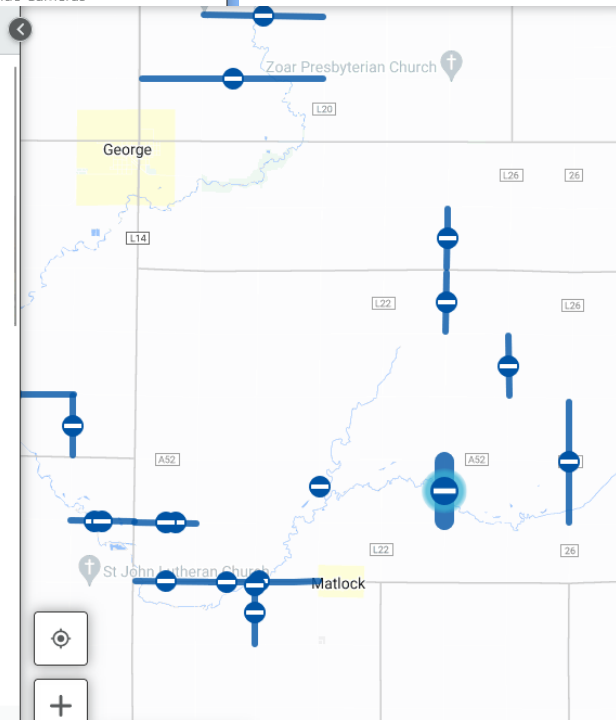 Zoar Presbyterian Church
L20
George
L26
26
L14
L22
L26
A52
A52
L22
26
St John Lutheran Church
Matlock